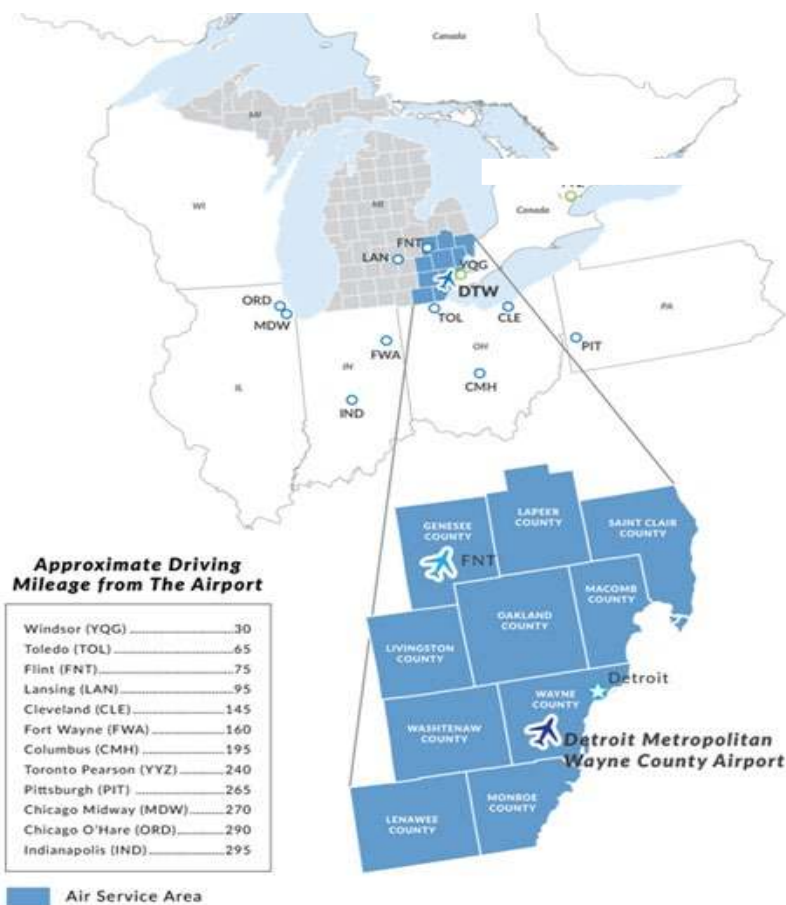 Canada
MI
WI
MI
Canada
FNT
LAN
YQG
DTW
ORD
MDW
TOL
CLE
PA
FWA
OH
PIT
IN
IL
CMH
IND
GENESEE
COUNTY
LAPEER
COUNTY
SAINT CLAIR
COUNTY
FNT
MACOMB
COUNTY
OAKLAND
COUNTY
LIVINGSTON
COUNTY
Detroit
WAYNE
COUNTY
WASHTENAW
COUNTY
Detroit Metropolitan
Wayne County Airport
MONROE
COUNTY
LENAWEE
COUNTY
Approximate Driving
Mileage from The Airport
Windsor (YQG) 30
Toledo (TOL) 65
Flint (FNT) 75
Lansing (LAN) 95
Cleveland (CLE) 145
Fort Wayne (FWA) 160
Columbus (CMH) 195
Toronto Pearson (YYZ) 240
Pittsburgh (PIT) 265
Chicago Midway (MDW) 270
Chicago O'Hare (ORD) 290
Indianapolis (IND) 295
Air Service Area